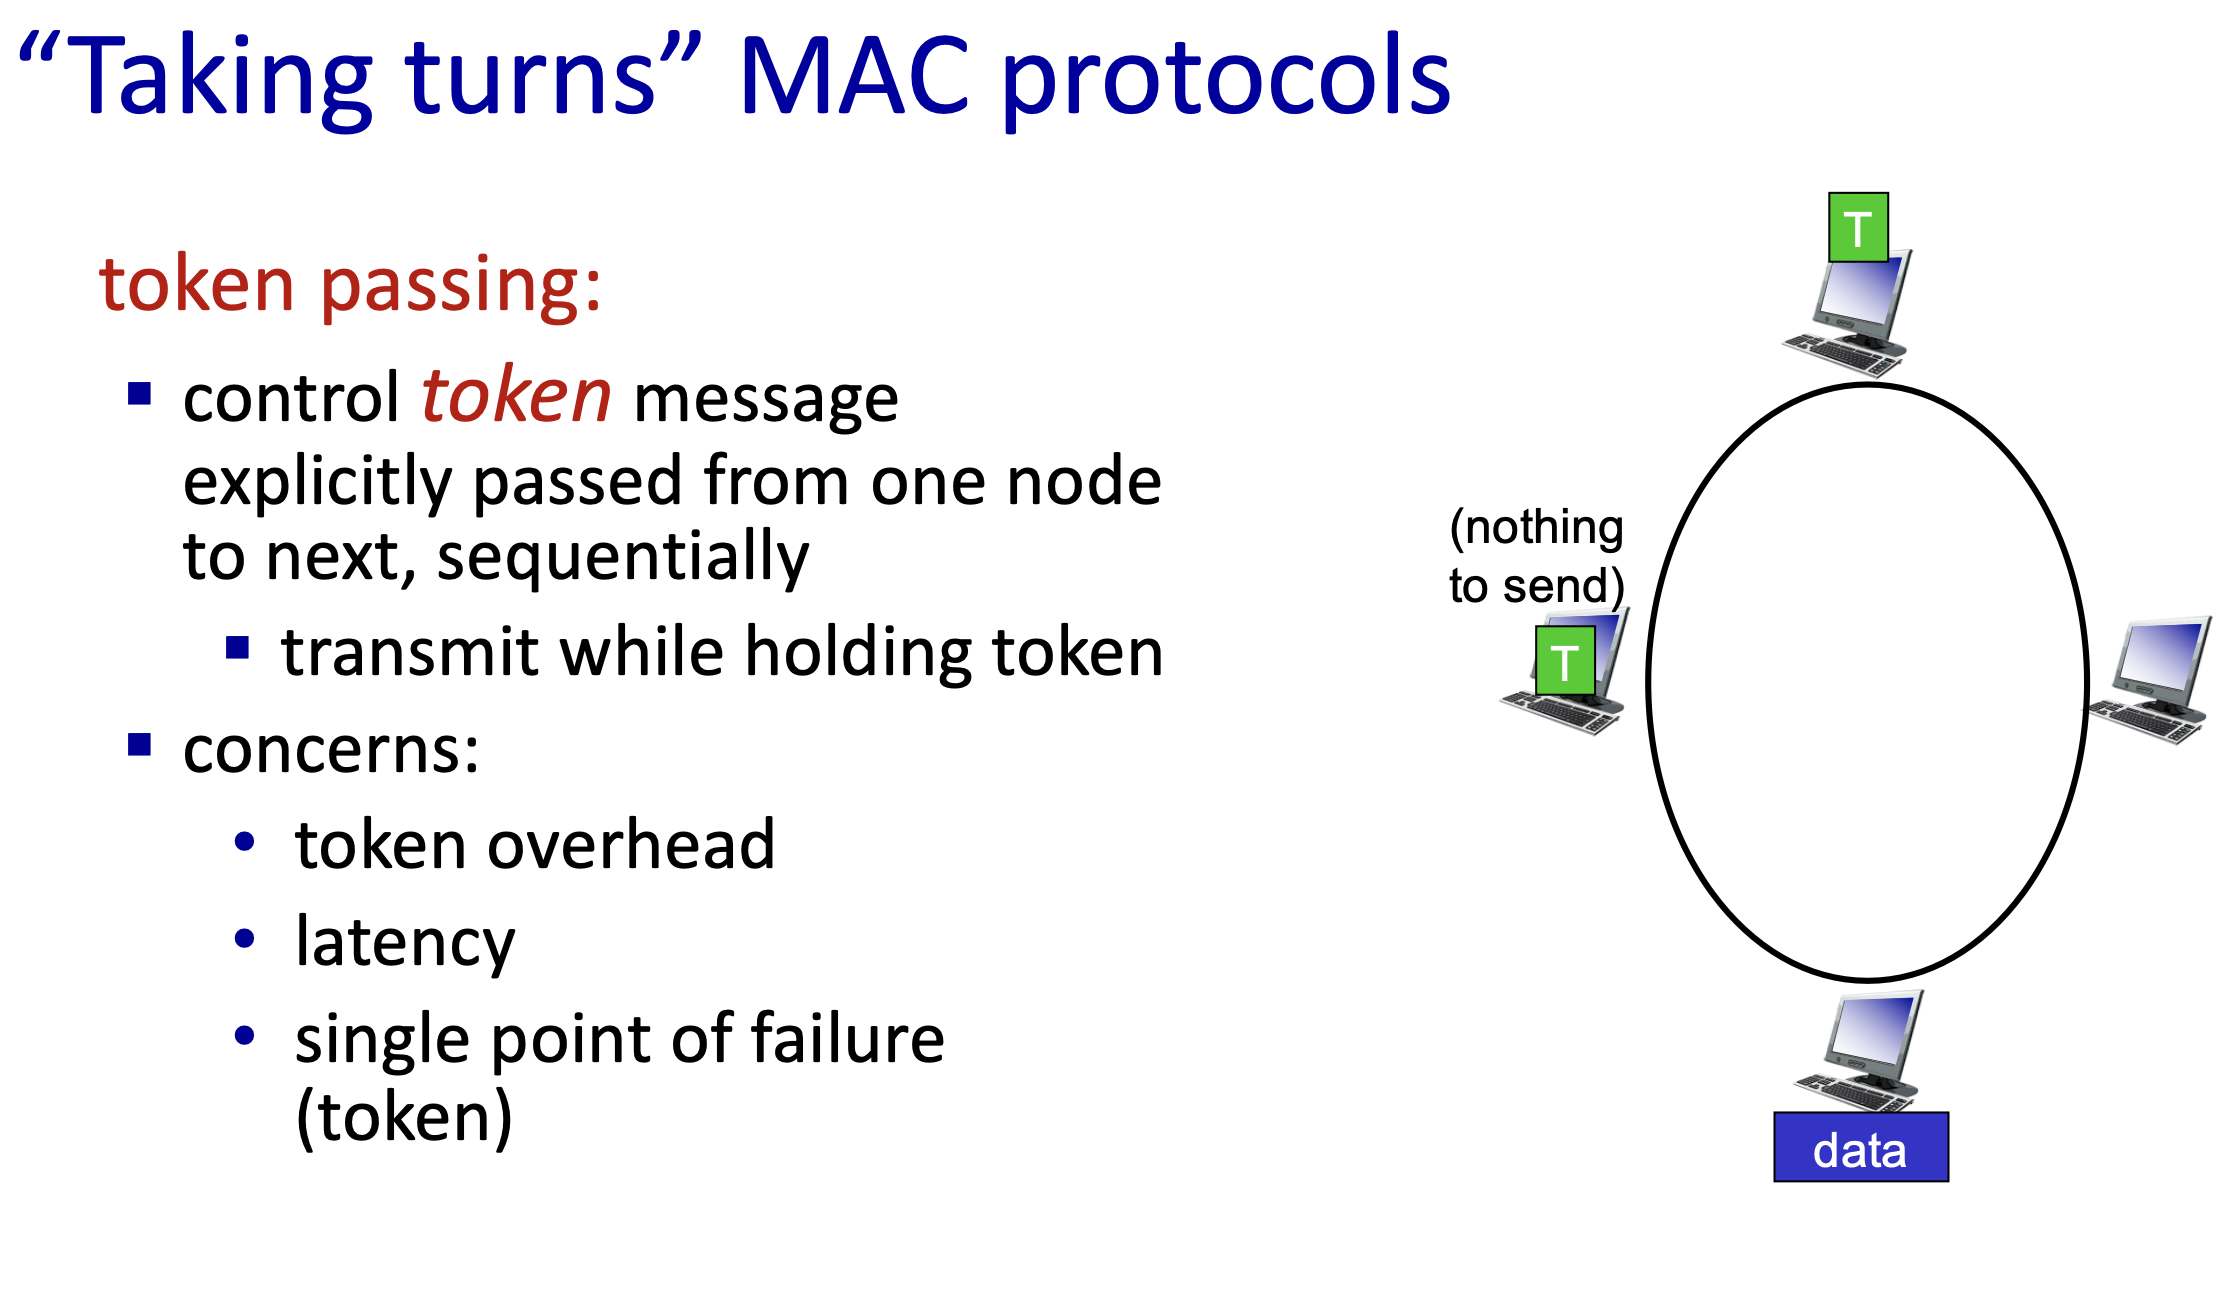 “Taking turns” MAC protocols
token passing:
▪ control token message
explicitly passed from one node
to next, sequentially
▪ transmit while holding token
▪ concerns:
• token overhead
• latency
• single point of failure
(token)
T
(nothing
to send)
T
data